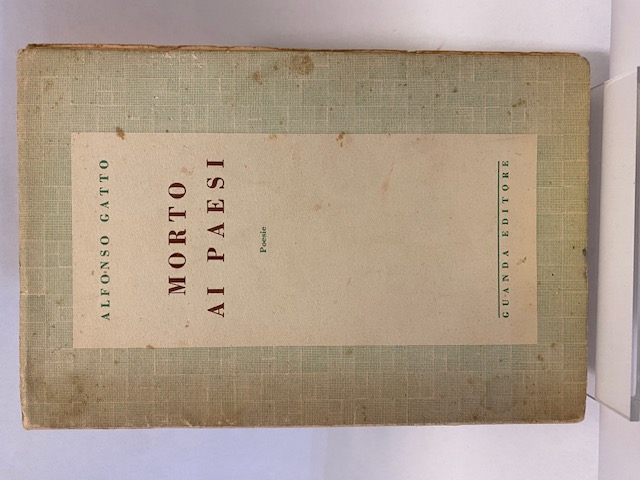 ALFONSO GATTO
MORTO
AI PAESI
Poesie
GUANDA EDITORE